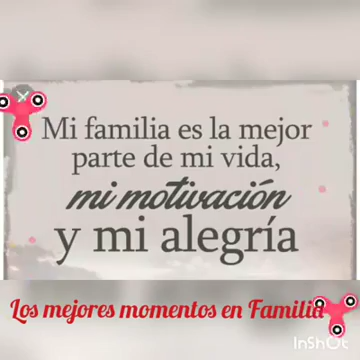 Mi familia es la mejor
parte de mi vida,
mi motivación
y mi alegría
Los mejores momentos en Familia
InShOt